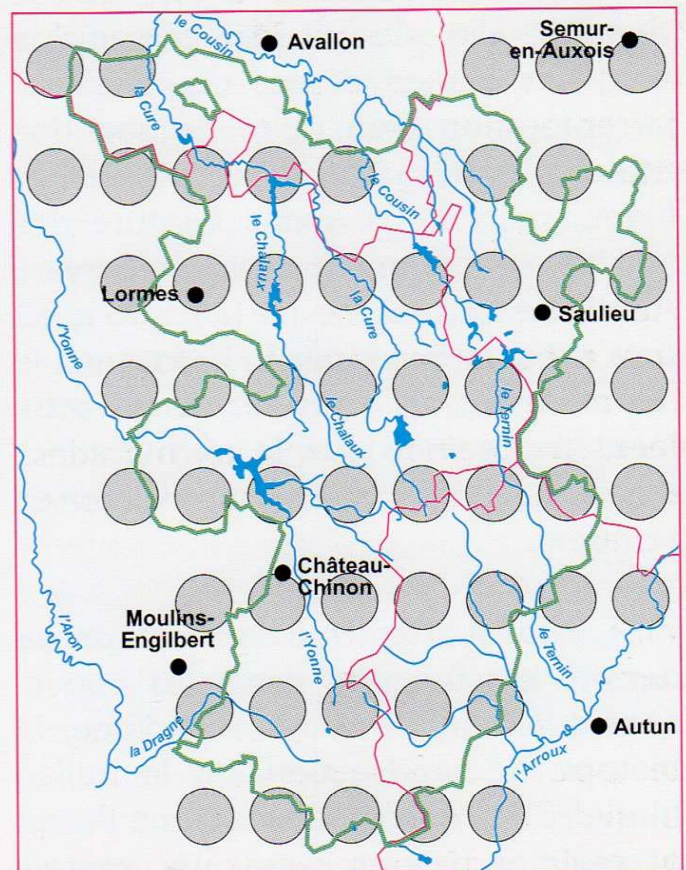 le Cousin
Avallon
Semur-
en-Auxois
la Cure
le Cousin
le Chalaux
Lormes
la Cure
Saulieu
l'Yonne
le Chalaux
le Ternin
Château-
Chinon
Moulins-
Engilbert
l'Aron
l'Yonne
le Ternin
la Dragne
Autun
l'Arroux